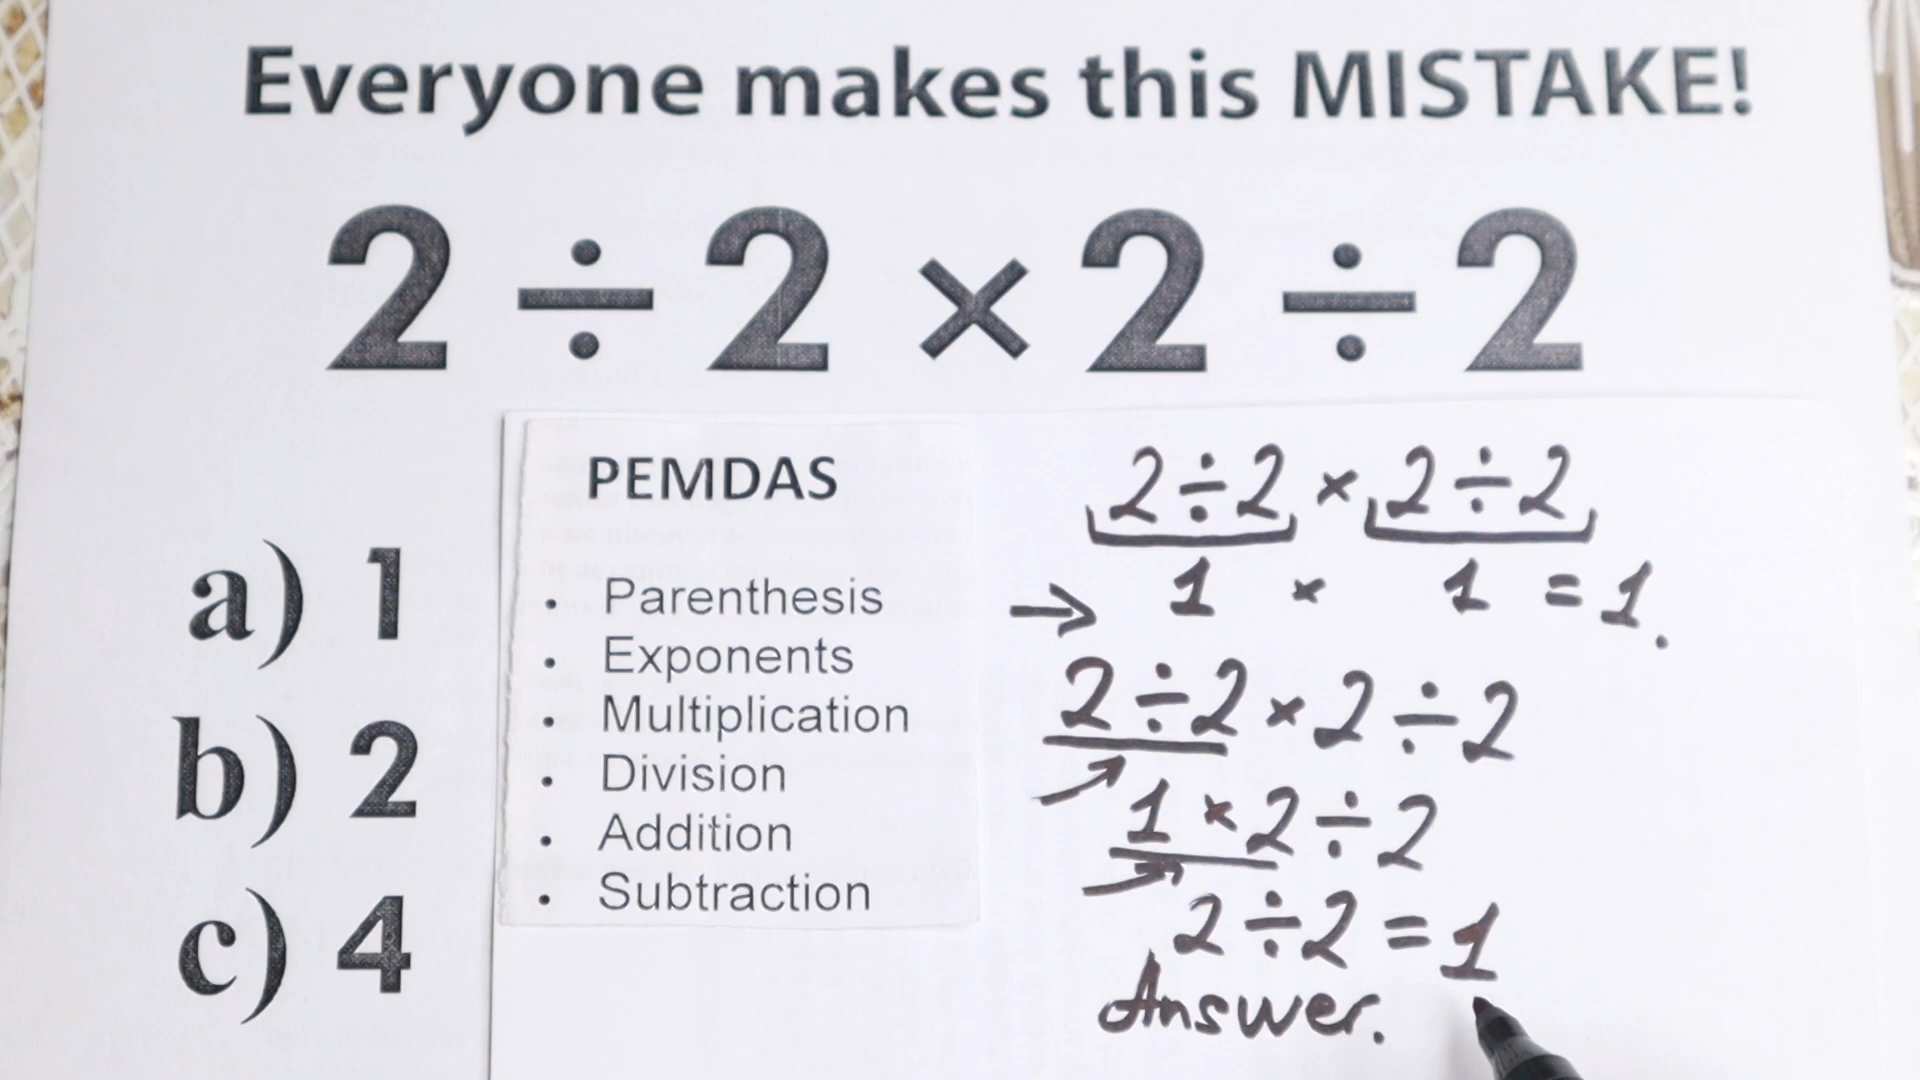 Everyone makes this MISTAKE!
2 ÷ 2 × 2 ÷ 2
a) 1
b) 2
c) 4
PEMDAS
• Parenthesis
• Exponents
• Multiplication
• Division
• Addition
• Subtraction
2÷2 × 2÷2
→ 1 × 1 = 1.
2÷2×2÷2
1×2÷2
2÷2=1
Answer.